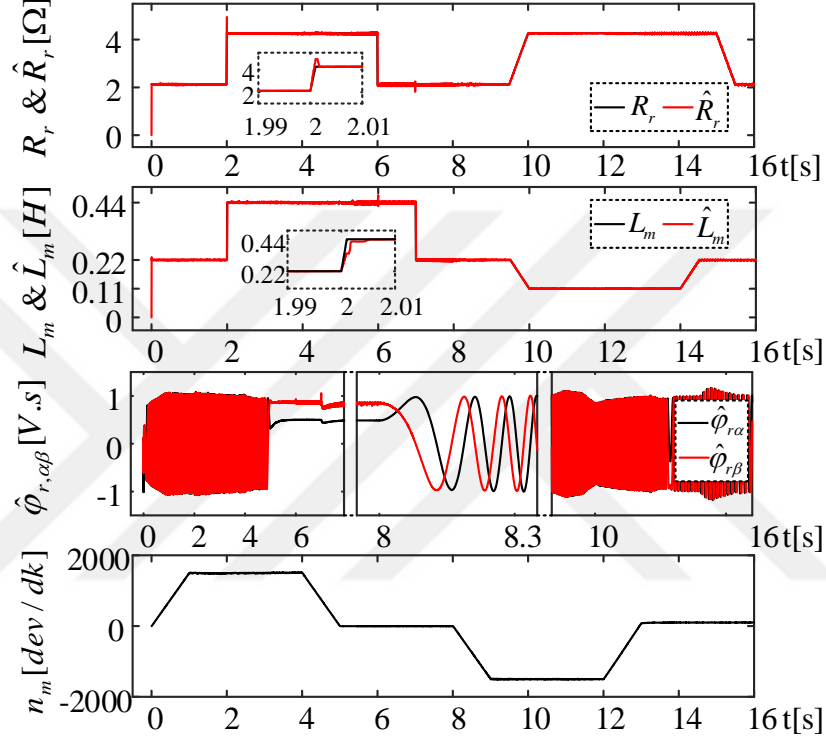 R_r & R̂_r [Ω]
4
2
0
4
2
1.99 2 2.01
R_r R̂_r
0 2 4 6 8 10 12 14 16 t[s]
L_m & L̂_m [H]
0.44
0.22
0.11
0
0.44
0.22
1.99 2 2.01
L_m L̂_m
0 2 4 6 8 10 12 14 16 t[s]
φ̂_{r,αβ} [V.s]
1
0
-1
φ̂_{rα}
φ̂_{rβ}
0 2 4 6 8 8.3 10 16 t[s]
n_m [dev / dk]
2000
0
-2000
0 2 4 6 8 10 12 14 16 t[s]